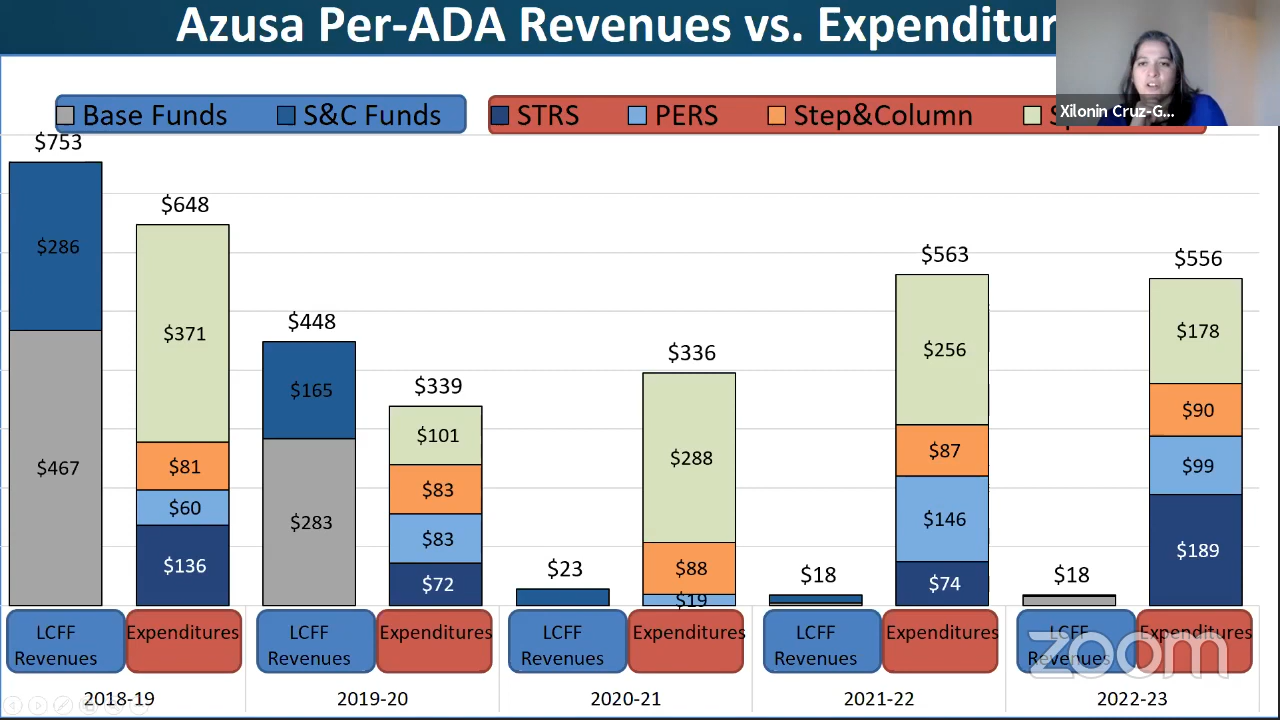 Azusa Per-ADA Revenues vs.
Xilonin Cruz-G...
Base Funds S&C Funds STRS PERS Step&Column
$753
$286
$467
$648
$371
$81
$60
$136
$448
$165
$283
$339
$101
$83
$83
$72
$23
$336
$288
$88
$19
$18
$563
$256
$87
$146
$74
$18
$556
$178
$90
$99
$189
LCFF Revenues
Expenditures
LCFF Revenues
Expenditures
LCFF Revenues
Expenditures
LCFF Revenues
Expenditures
LCFF Revenues
Expenditures
zoom
2018-19 2019-20 2020-21 2021-22 2022-23